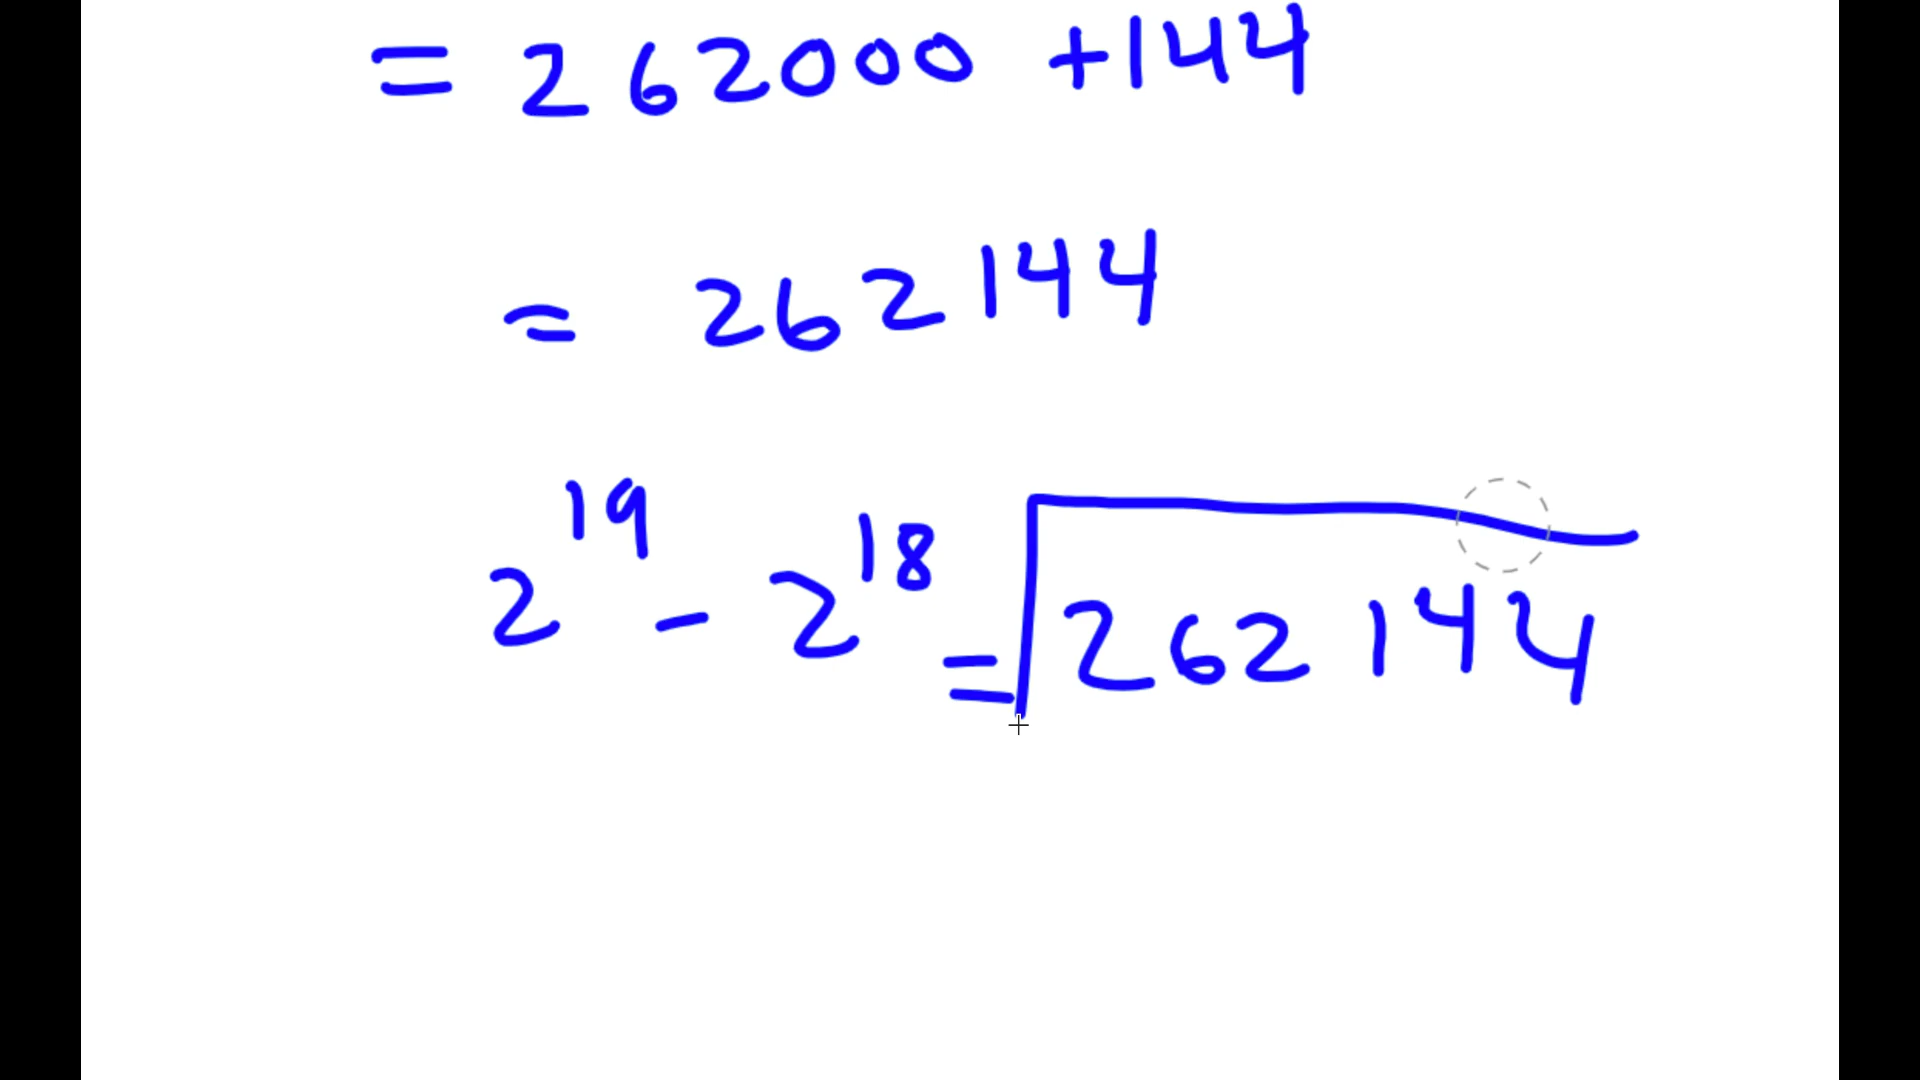 = 262000 + 144
= 262144
2^19 - 2^18 = 262144